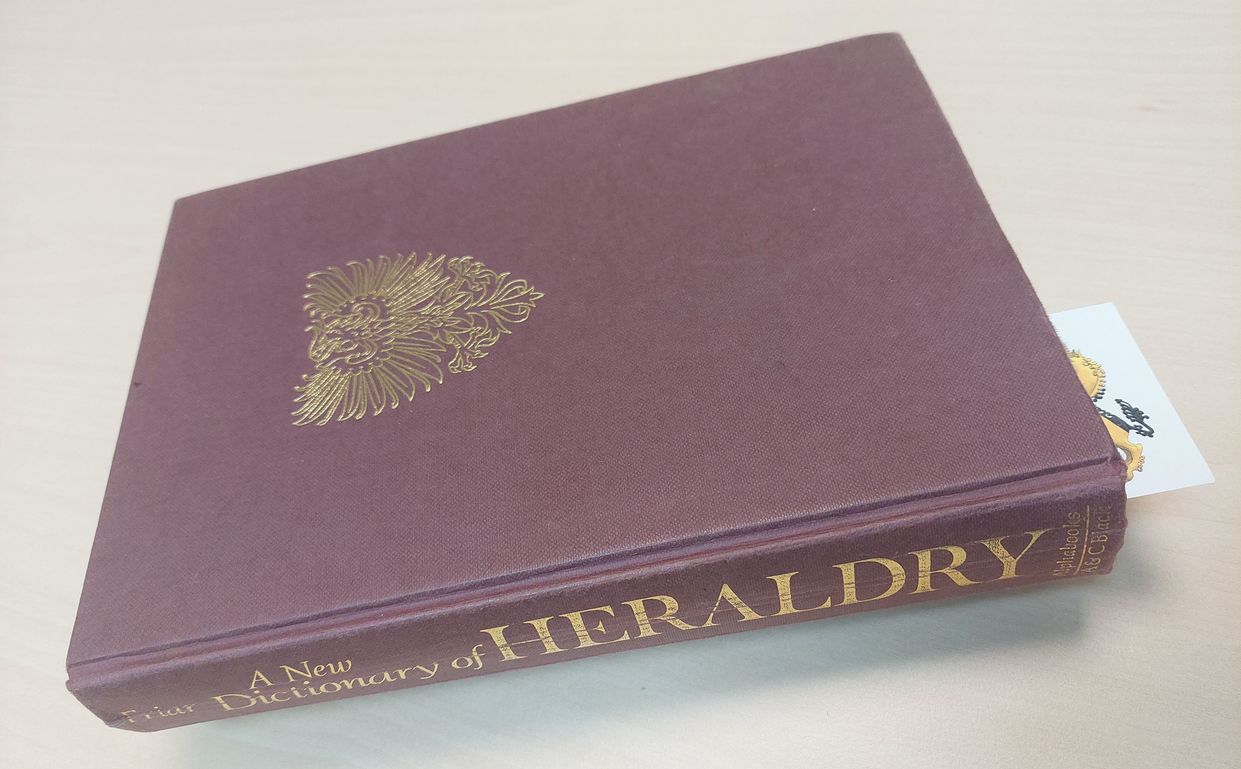 Friar
A New
Dictionary of HERALDRY
Alphabooks
A & C Black